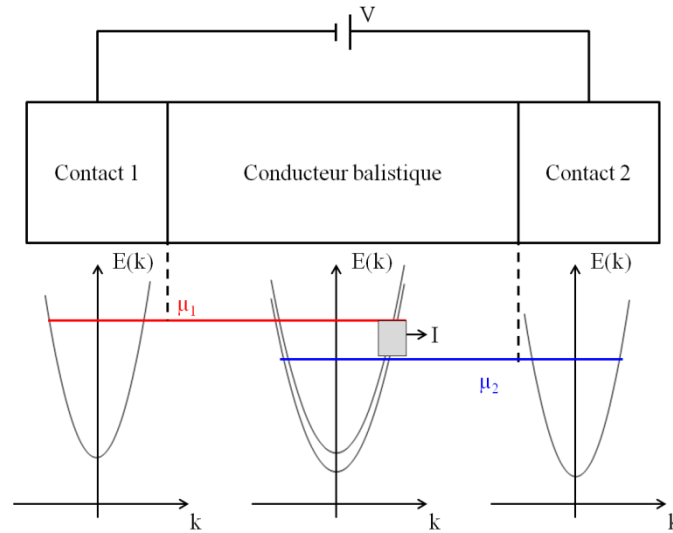 V
Contact 1
Conducteur balistique
Contact 2
E(k)
E(k)
E(k)
μ1
I
μ2
k
k
k